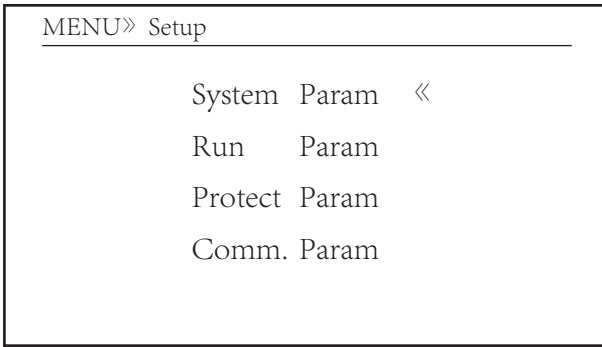 MENU》 Setup
System Param 《
Run Param
Protect Param
Comm. Param